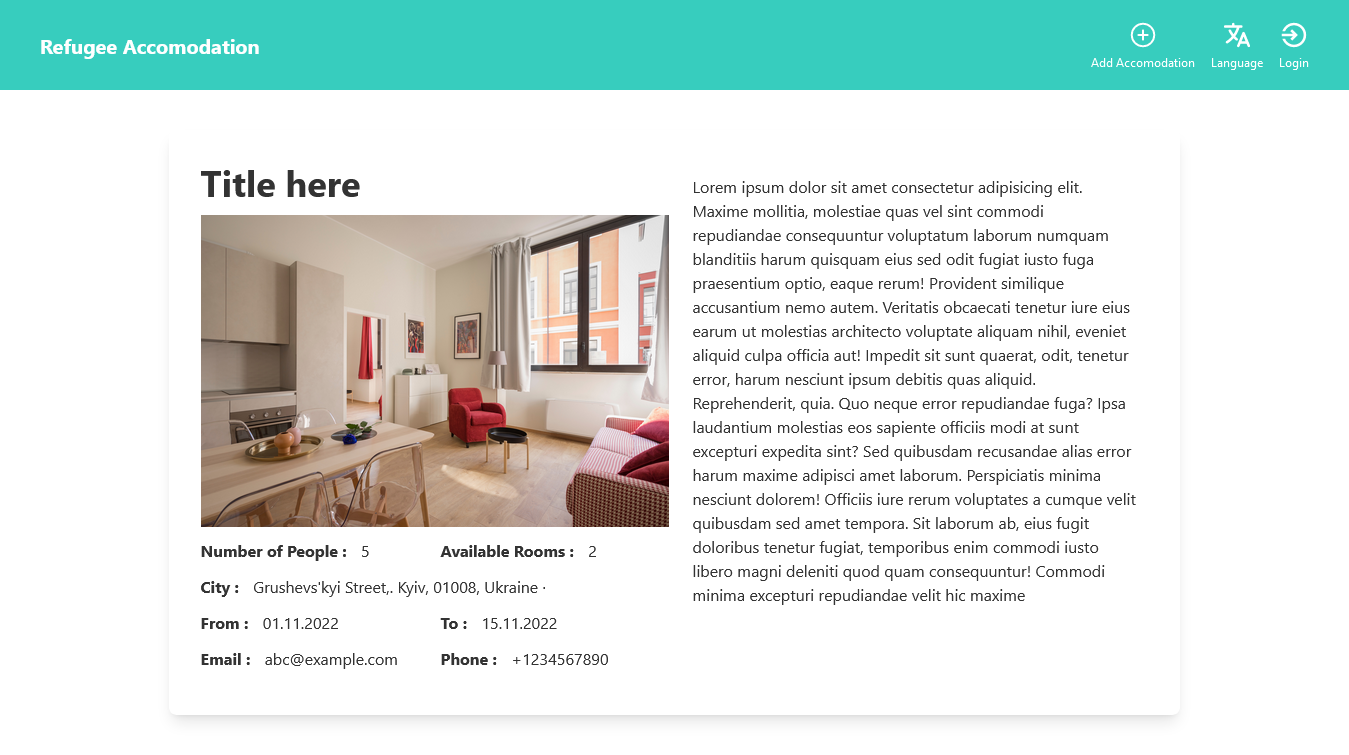 Refugee Accomodation
Add Accomodation
Language
Login
Title here
Number of People : 5 Available Rooms : 2
City : Grushevs'kyi Street,. Kyiv, 01008, Ukraine ·
From : 01.11.2022 To : 15.11.2022
Email : abc@example.com Phone : +1234567890
Lorem ipsum dolor sit amet consectetur adipisicing elit.
Maxime mollitia, molestiae quas vel sint commodi
repudiandae consequuntur voluptatum laborum numquam
blanditiis harum quisquam eius sed odit fugiat iusto fuga
praesentium optio, eaque rerum! Provident similique
accusantium nemo autem. Veritatis obcaecati tenetur iure eius
earum ut molestias architecto voluptate aliquam nihil, eveniet
aliquid culpa officia aut! Impedit sit sunt quaerat, odit, tenetur
error, harum nesciunt ipsum debitis quas aliquid.
Reprehenderit, quia. Quo neque error repudiandae fuga? Ipsa
laudantium molestias eos sapiente officiis modi at sunt
excepturi expedita sint? Sed quibusdam recusandae alias error
harum maxime adipisci amet laborum. Perspiciatis minima
nesciunt dolorem! Officiis iure rerum voluptates a cumque velit
quibusdam sed amet tempora. Sit laborum ab, eius fugit
doloribus tenetur fugiat, temporibus enim commodi iusto
libero magni deleniti quod quam consequuntur! Commodi
minima excepturi repudiandae velit hic maxime